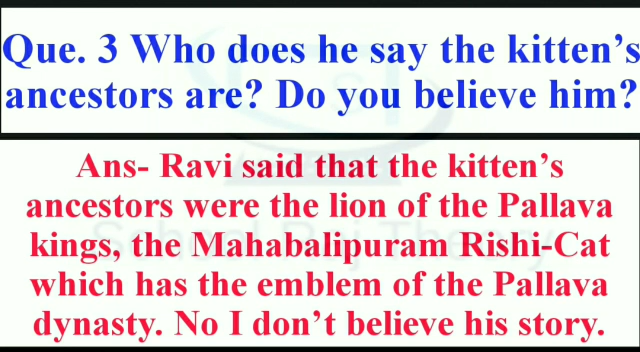 Que. 3 Who does he say the kitten's
ancestors are? Do you believe him?
Ans- Ravi said that the kitten's
ancestors were the lion of the Pallava
kings, the Mahabalipuram Rishi-Cat
which has the emblem of the Pallava
dynasty. No I don't believe his story.